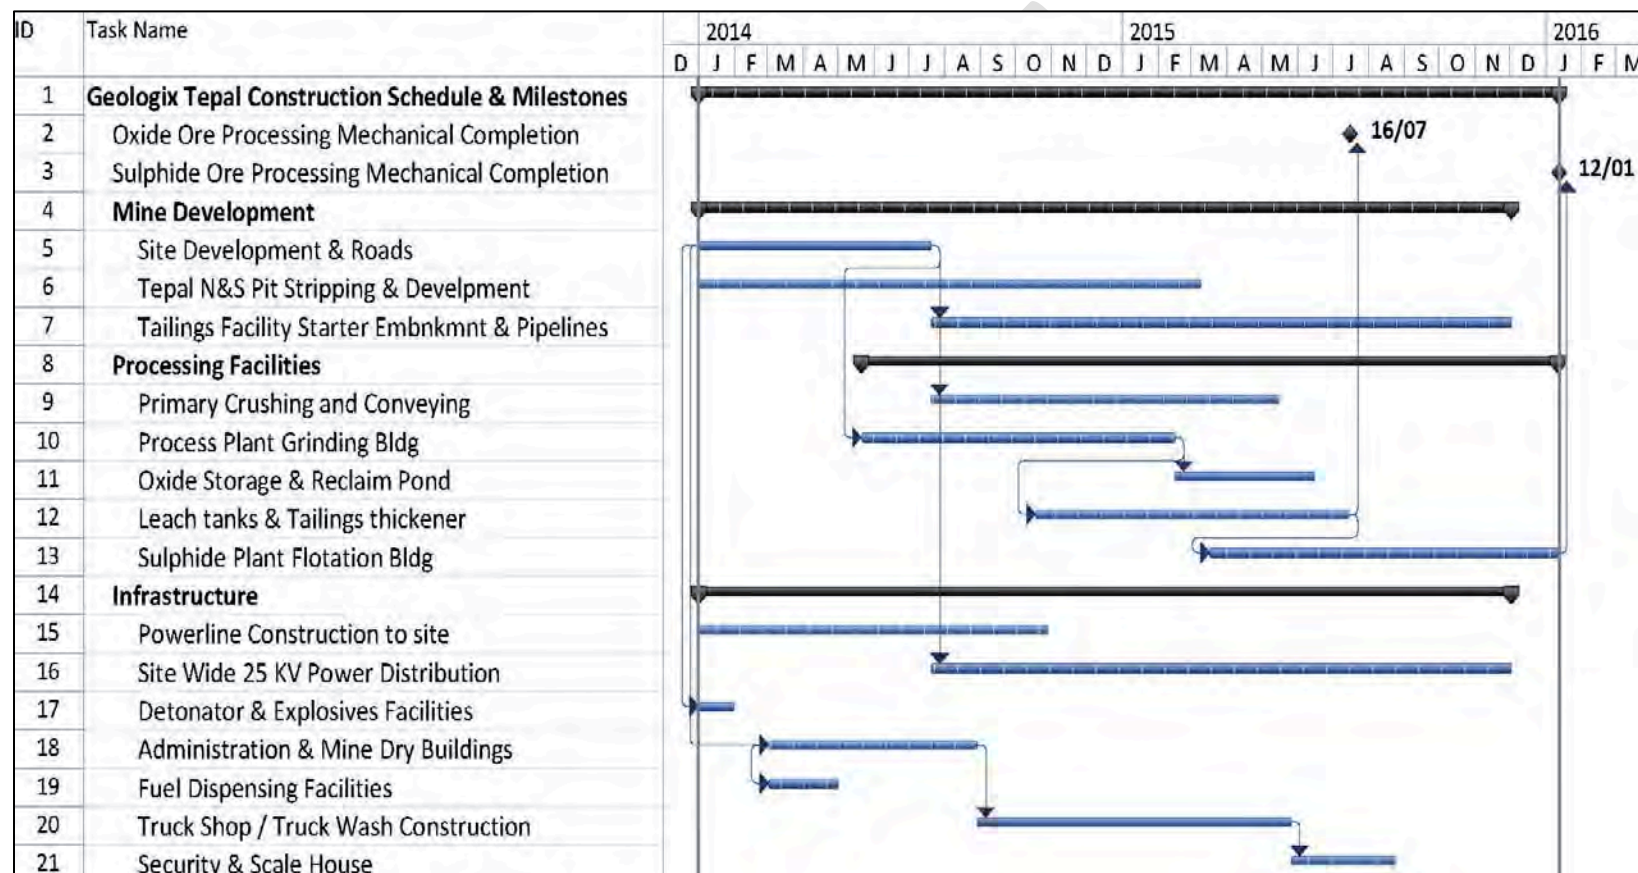 ID Task Name 2014 2015 2016
D J F M A M J J A S O N D J F M A M J J A S O N D J F M
1 Geologix Tepal Construction Schedule & Milestones
2 Oxide Ore Processing Mechanical Completion 16/07
3 Sulphide Ore Processing Mechanical Completion 12/01
4 Mine Development
5 Site Development & Roads
6 Tepal N&S Pit Stripping & Develpment
7 Tailings Facility Starter Embnkmnt & Pipelines
8 Processing Facilities
9 Primary Crushing and Conveying
10 Process Plant Grinding Bldg
11 Oxide Storage & Reclaim Pond
12 Leach tanks & Tailings thickener
13 Sulphide Plant Flotation Bldg
14 Infrastructure
15 Powerline Construction to site
16 Site Wide 25 KV Power Distribution
17 Detonator & Explosives Facilities
18 Administration & Mine Dry Buildings
19 Fuel Dispensing Facilities
20 Truck Shop / Truck Wash Construction
21 Security & Scale House